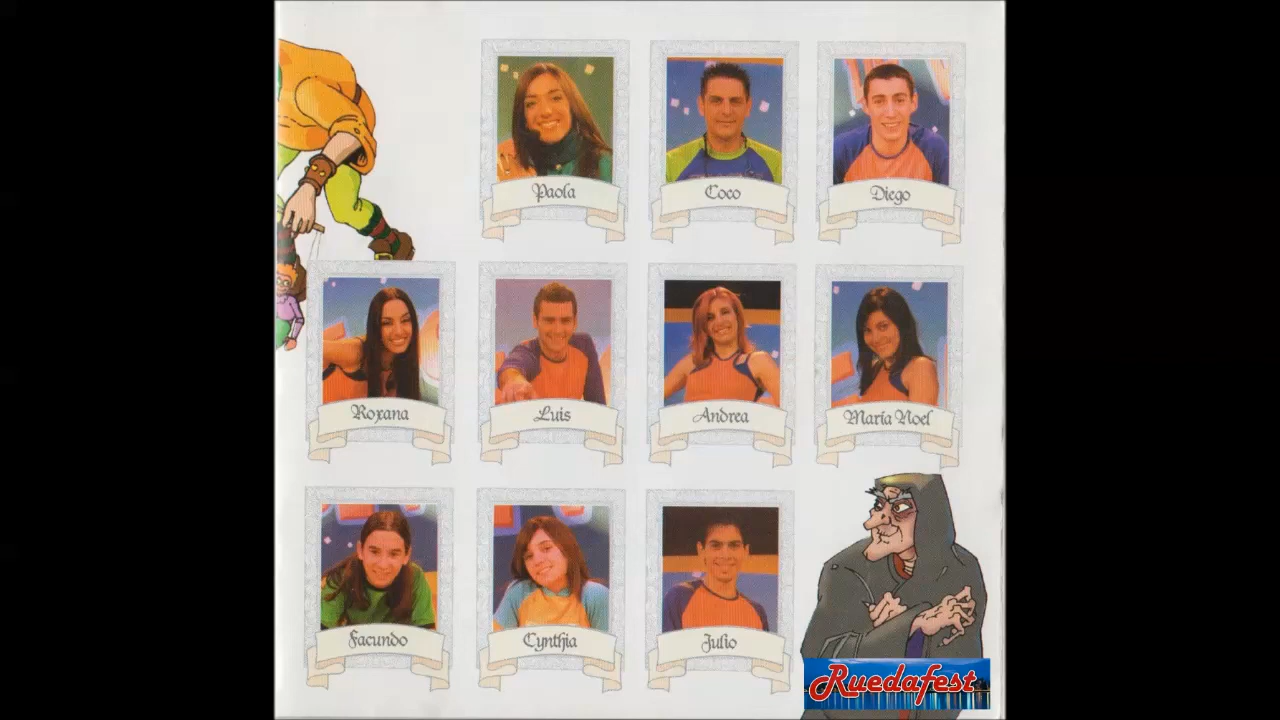 Paola
Coco
Diego
Roxana
Luis
Andrea
María Noel
Facundo
Cynthia
Julio
Ruedafest